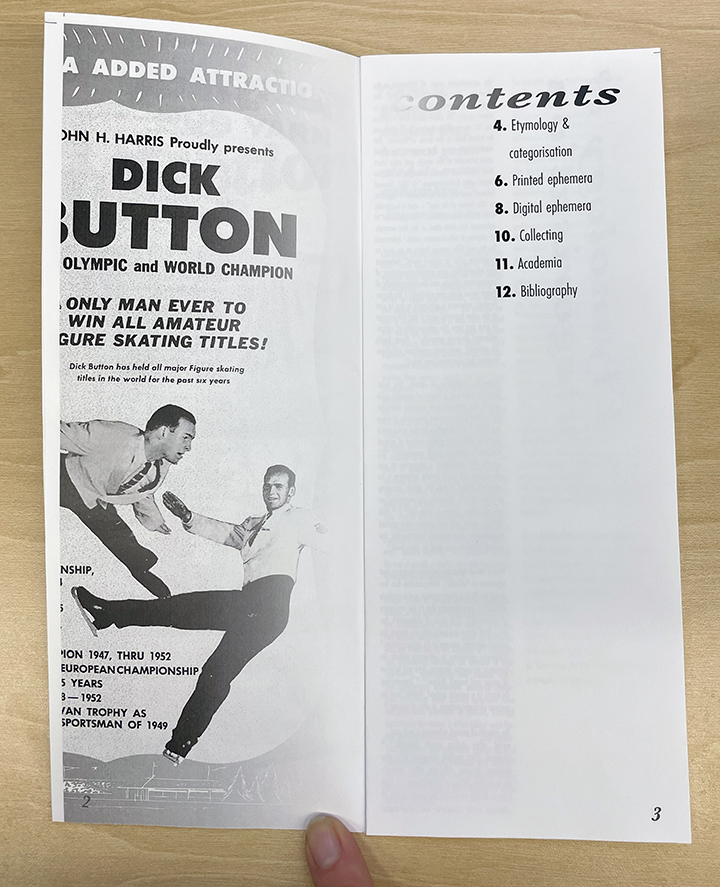 A ADDED ATTRACTIO
OHN H. HARRIS Proudly presents
DICK
BUTTON
OLYMPIC and WORLD CHAMPION
ONLY MAN EVER TO
WIN ALL AMATEUR
GURE SKATING TITLES!
Dick Button has held all major Figure skating
titles in the world for the past six years
NSHIP,
5
PION 1947, THRU 1952
EUROPEAN CHAMPIONSHIP
5 YEARS
8—1952
VAN TROPHY AS
SPORTSMAN OF 1949
2
contents
4. Etymology &
categorisation
6. Printed ephemera
8. Digital ephemera
10. Collecting
11. Academia
12. Bibliography
3